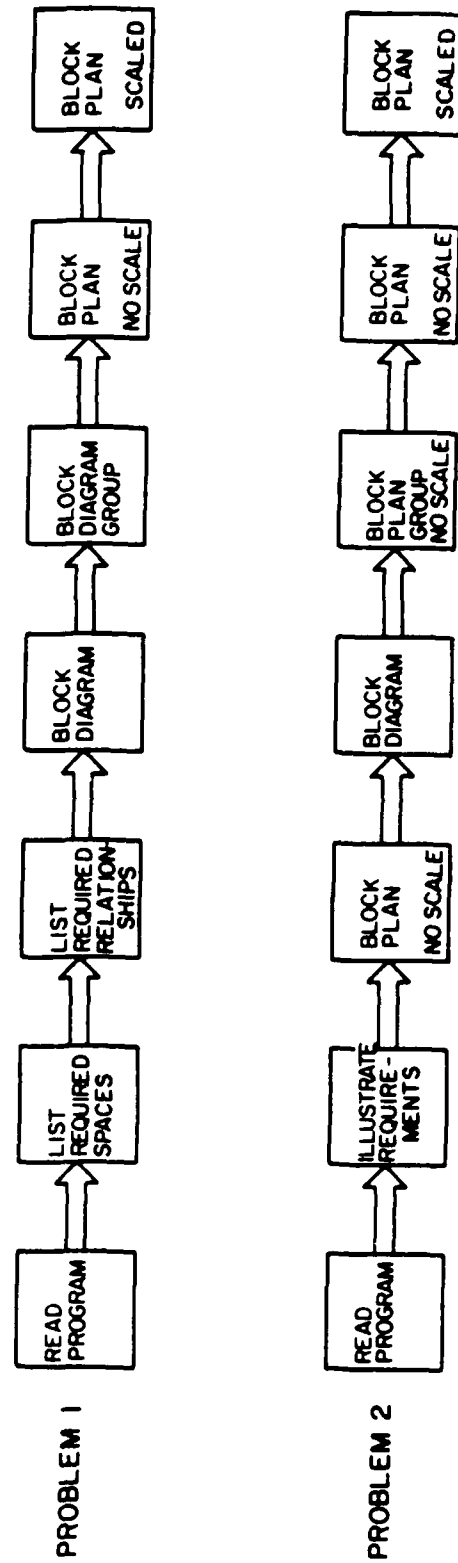 PROBLEM 1
READ
PROGRAM
LIST
REQUIRED
SPACES
LIST
REQUIRED
RELATION-
SHIPS
BLOCK
DIAGRAM
BLOCK
DIAGRAM
GROUP
BLOCK
PLAN
NO SCALE
BLOCK
PLAN
SCALED
PROBLEM 2
READ
PROGRAM
ILLUSTRATE
REQUIRE-
MENTS
BLOCK
PLAN
NO SCALE
BLOCK
DIAGRAM
BLOCK
PLAN
GROUP
NO SCALE
BLOCK
PLAN
NO SCALE
BLOCK
PLAN
SCALED